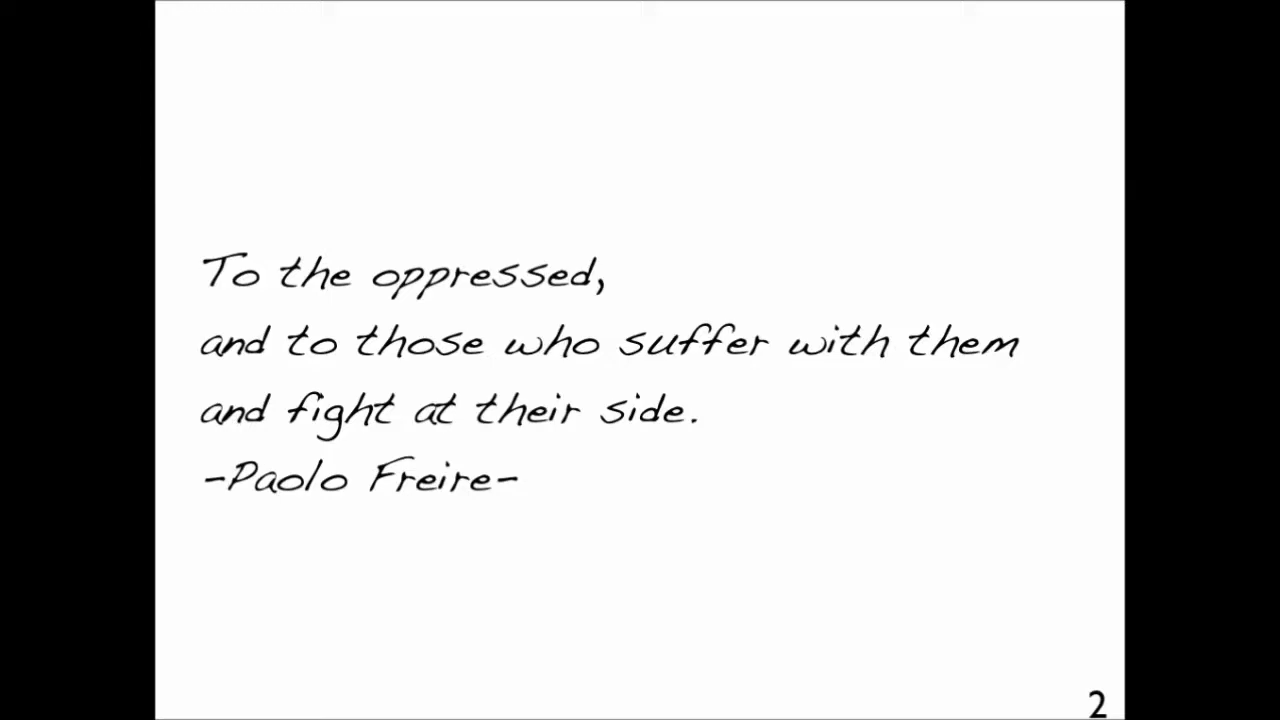 To the oppressed,
and to those who suffer with them
and fight at their side.
-Paolo Freire-
2